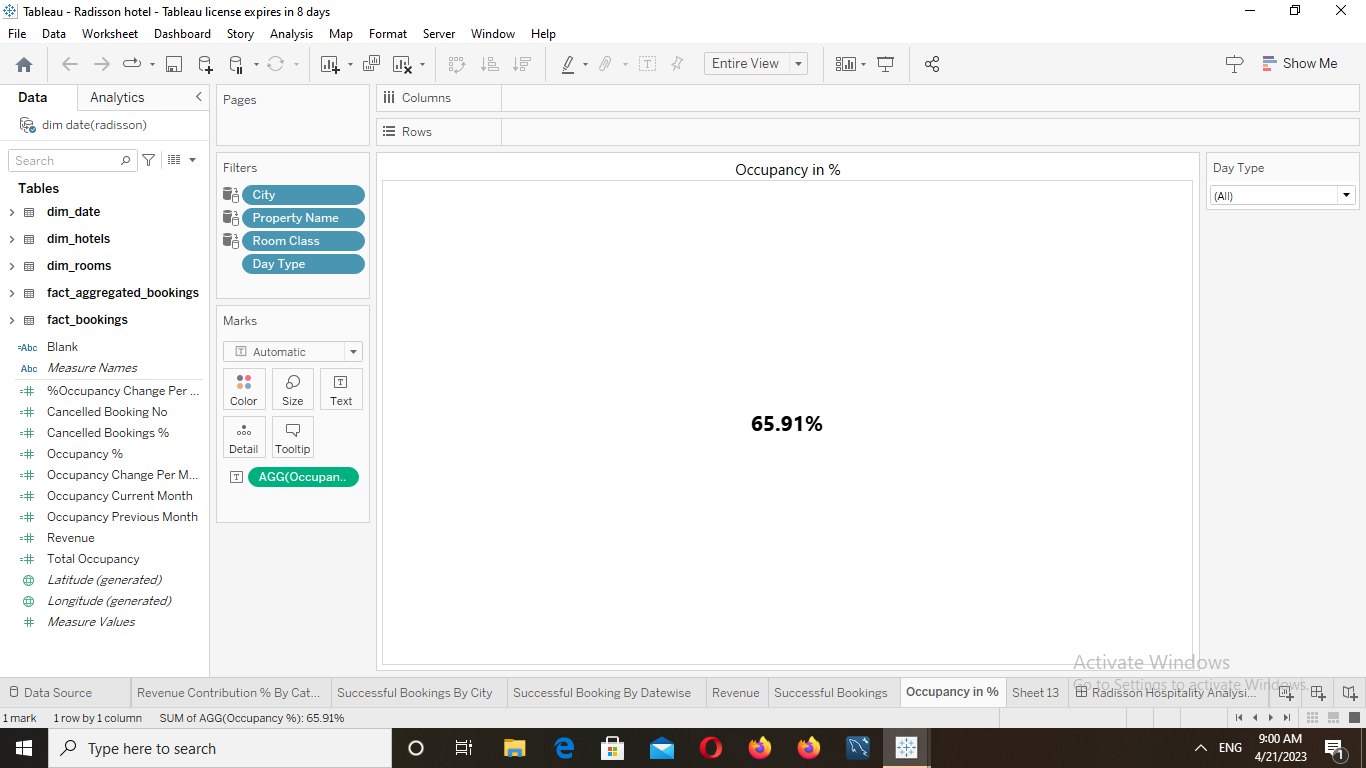 Tableau - Radisson hotel - Tableau license expires in 8 days
File Data Worksheet Dashboard Story Analysis Map Format Server Window Help
Entire View
Show Me
Data Analytics
dim date(radisson)
Search
Tables
dim_date
dim_hotels
dim_rooms
fact_aggregated_bookings
fact_bookings
=Abc Blank
Abc Measure Names
=# %Occupancy Change Per ...
=# Cancelled Booking No
=# Cancelled Bookings %
=# Occupancy %
=# Occupancy Change Per M...
=# Occupancy Current Month
=# Occupancy Previous Month
=# Revenue
=# Total Occupancy
Latitude (generated)
Longitude (generated)
# Measure Values
Pages
Filters
City
Property Name
Room Class
Day Type
Marks
T Automatic
Color Size Text
Detail Tooltip
T AGG(Occupan..
Columns
Rows
Occupancy in %
65.91%
Day Type
(All)
Activate Windows
Go to Settings to activate Windows.
Data Source Revenue Contribution % By Cat... Successful Bookings By City Successful Booking By Datewise Revenue Successful Bookings Occupancy in % Sheet 13 Radisson Hospitality Analysi...
1 mark 1 row by 1 column SUM of AGG(Occupancy %): 65.91%
Type here to search
ENG
9:00 AM
4/21/2023
1